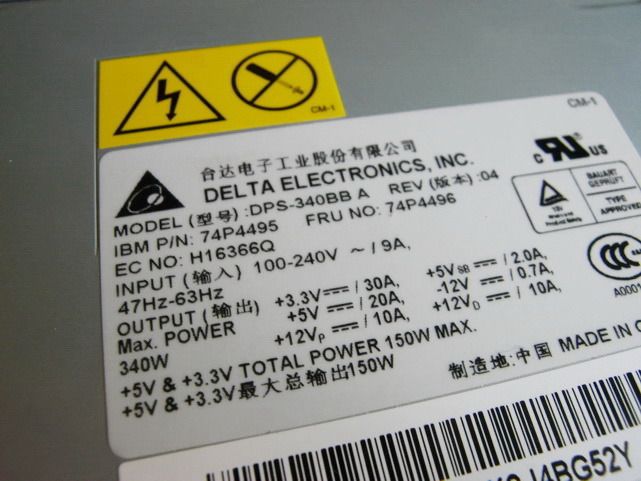 CM-1
CM-1
台达电子工业股份有限公司
DELTA ELECTRONICS, INC.
MODEL (型号) :DPS-340BB A REV (版本) :04
IBM P/N: 74P4495 FRU NO: 74P4496
EC NO: H16366Q
INPUT (输入) 100-240V ~ / 9A,
47Hz-63Hz
OUTPUT (输出) +3.3V⎓ / 30A, +5VSB⎓ / 2.0A,
Max. POWER +5V ⎓ / 20A, -12V ⎓ / 0.7A,
340W +12VP⎓ / 10A, +12VD⎓ / 10A,
+5V & +3.3V TOTAL POWER 150W MAX.
+5V & +3.3V最大总输出150W
制造地:中国 MADE IN
c UR US
BAUART
GEPRÜFT
TYPE
APPROVED
TÜV
CCC
A0001
J4BG52Y